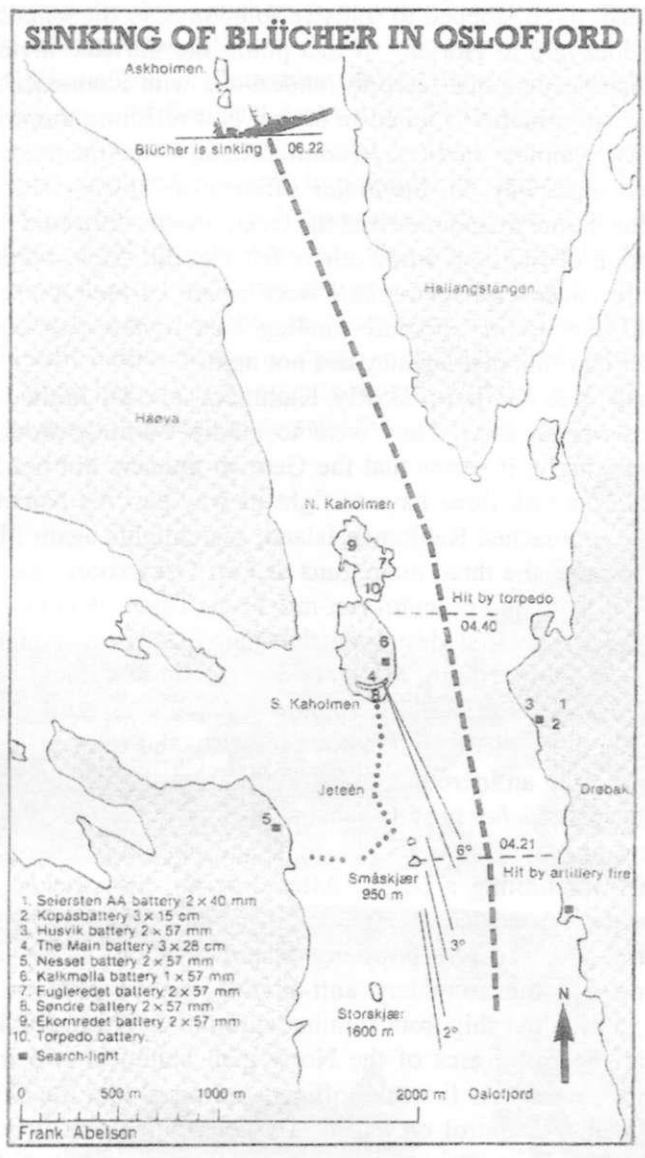 SINKING OF BLÜCHER IN OSLOFJORD
Askholmen
Blücher is sinking 06.22
Hallangstangen
Haøva
N. Kaholmen
9
7
10
Hit by torpedo
04.40
6
4
8
S. Kaholmen
3 1
2
Jeteén
Drøbak
5
6° 04.21
Hit by artillery fire
Småskjær
950 m
3°
Storskjær
1600 m
2°
N
1. Seiersten AA battery 2 x 40 mm
2 Kopåsbattery 3 x 15 cm
3. Husvik battery 2 x 57 mm
4 The Main battery 3 x 28 cm
5. Nesset battery 2 x 57 mm
6. Kalkmølla battery 1 x 57 mm
7. Fugleredet battery 2 x 57 mm
8. Søndre battery 2 x 57 mm
9. Ekornredet battery 2 x 57 mm
10. Torpedo battery.
Search-light
0 500 m 1000 m 2000 m Oslofjord
Frank Abelson